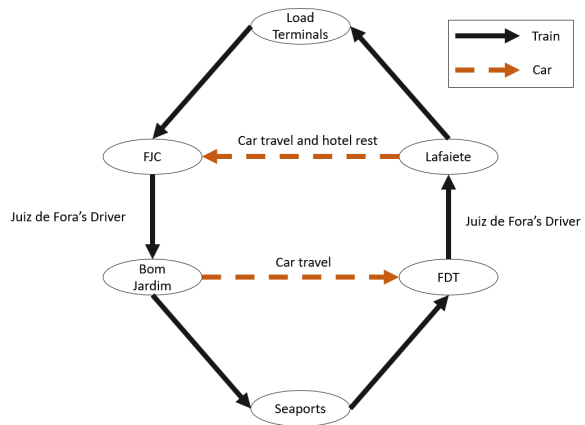 Load
Terminals
Train
Car
Car travel and hotel rest
FJC
Lafaiete
Juiz de Fora's Driver
Juiz de Fora's Driver
Car travel
Bom
Jardim
FDT
Seaports